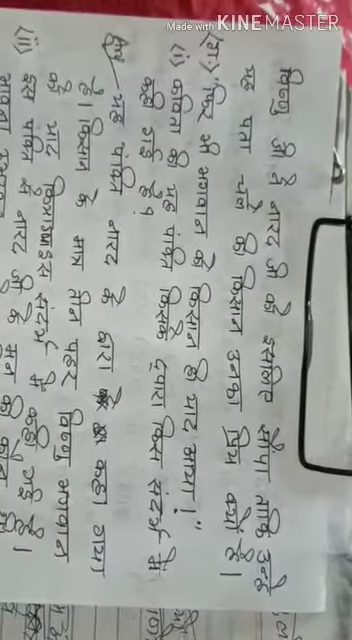 Made with KINEMASTER
विष्णु जी ने नारद जी को इसलिए सौंपा ताकि उन्हें
यह पता चले की किसान उनका प्रिय क्यों है।
"फिर भी भगवान को किसान ही याद आया।"
(i) कविता की यह पंक्ति किसके द्वारा किस संदर्भ में
कही गई है?
यह पंक्ति नारद के द्वारा कहा गया
है। किसान के मात्र तीन पहर विष्णु भगवान
को याद संदर्भ में कही गई है।
(ii) इस पंक्ति में नारद जी के मन की कौन